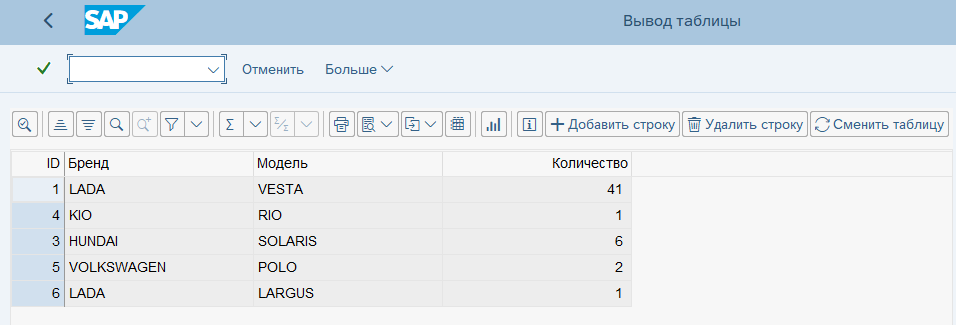 SAP Вывод таблицы
Отменить Больше
Σ Σ/Σ Добавить строку Удалить строку Сменить таблицу
ID Бренд Модель Количество
1 LADA VESTA 41
4 KIO RIO 1
3 HUNDAI SOLARIS 6
5 VOLKSWAGEN POLO 2
6 LADA LARGUS 1